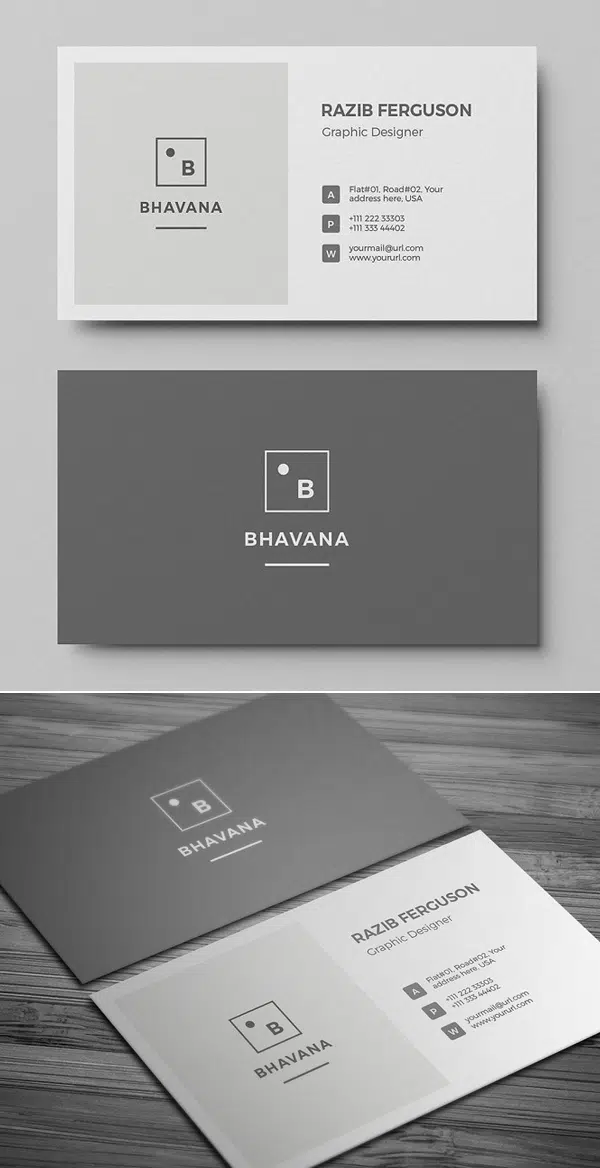 B
BHAVANA
RAZIB FERGUSON
Graphic Designer
A
Flat#01, Road#02, Your
address here, USA
P
+111 222 33303
+111 333 44402
W
yourmail@url.com
www.yoururl.com
B
BHAVANA
B
BHAVANA
RAZIB FERGUSON
Graphic Designer
A
Flat#01, Road#02, Your
address here, USA
P
+111 222 33303
+111 333 44402
W
yourmail@url.com
www.yoururl.com
B
BHAVANA